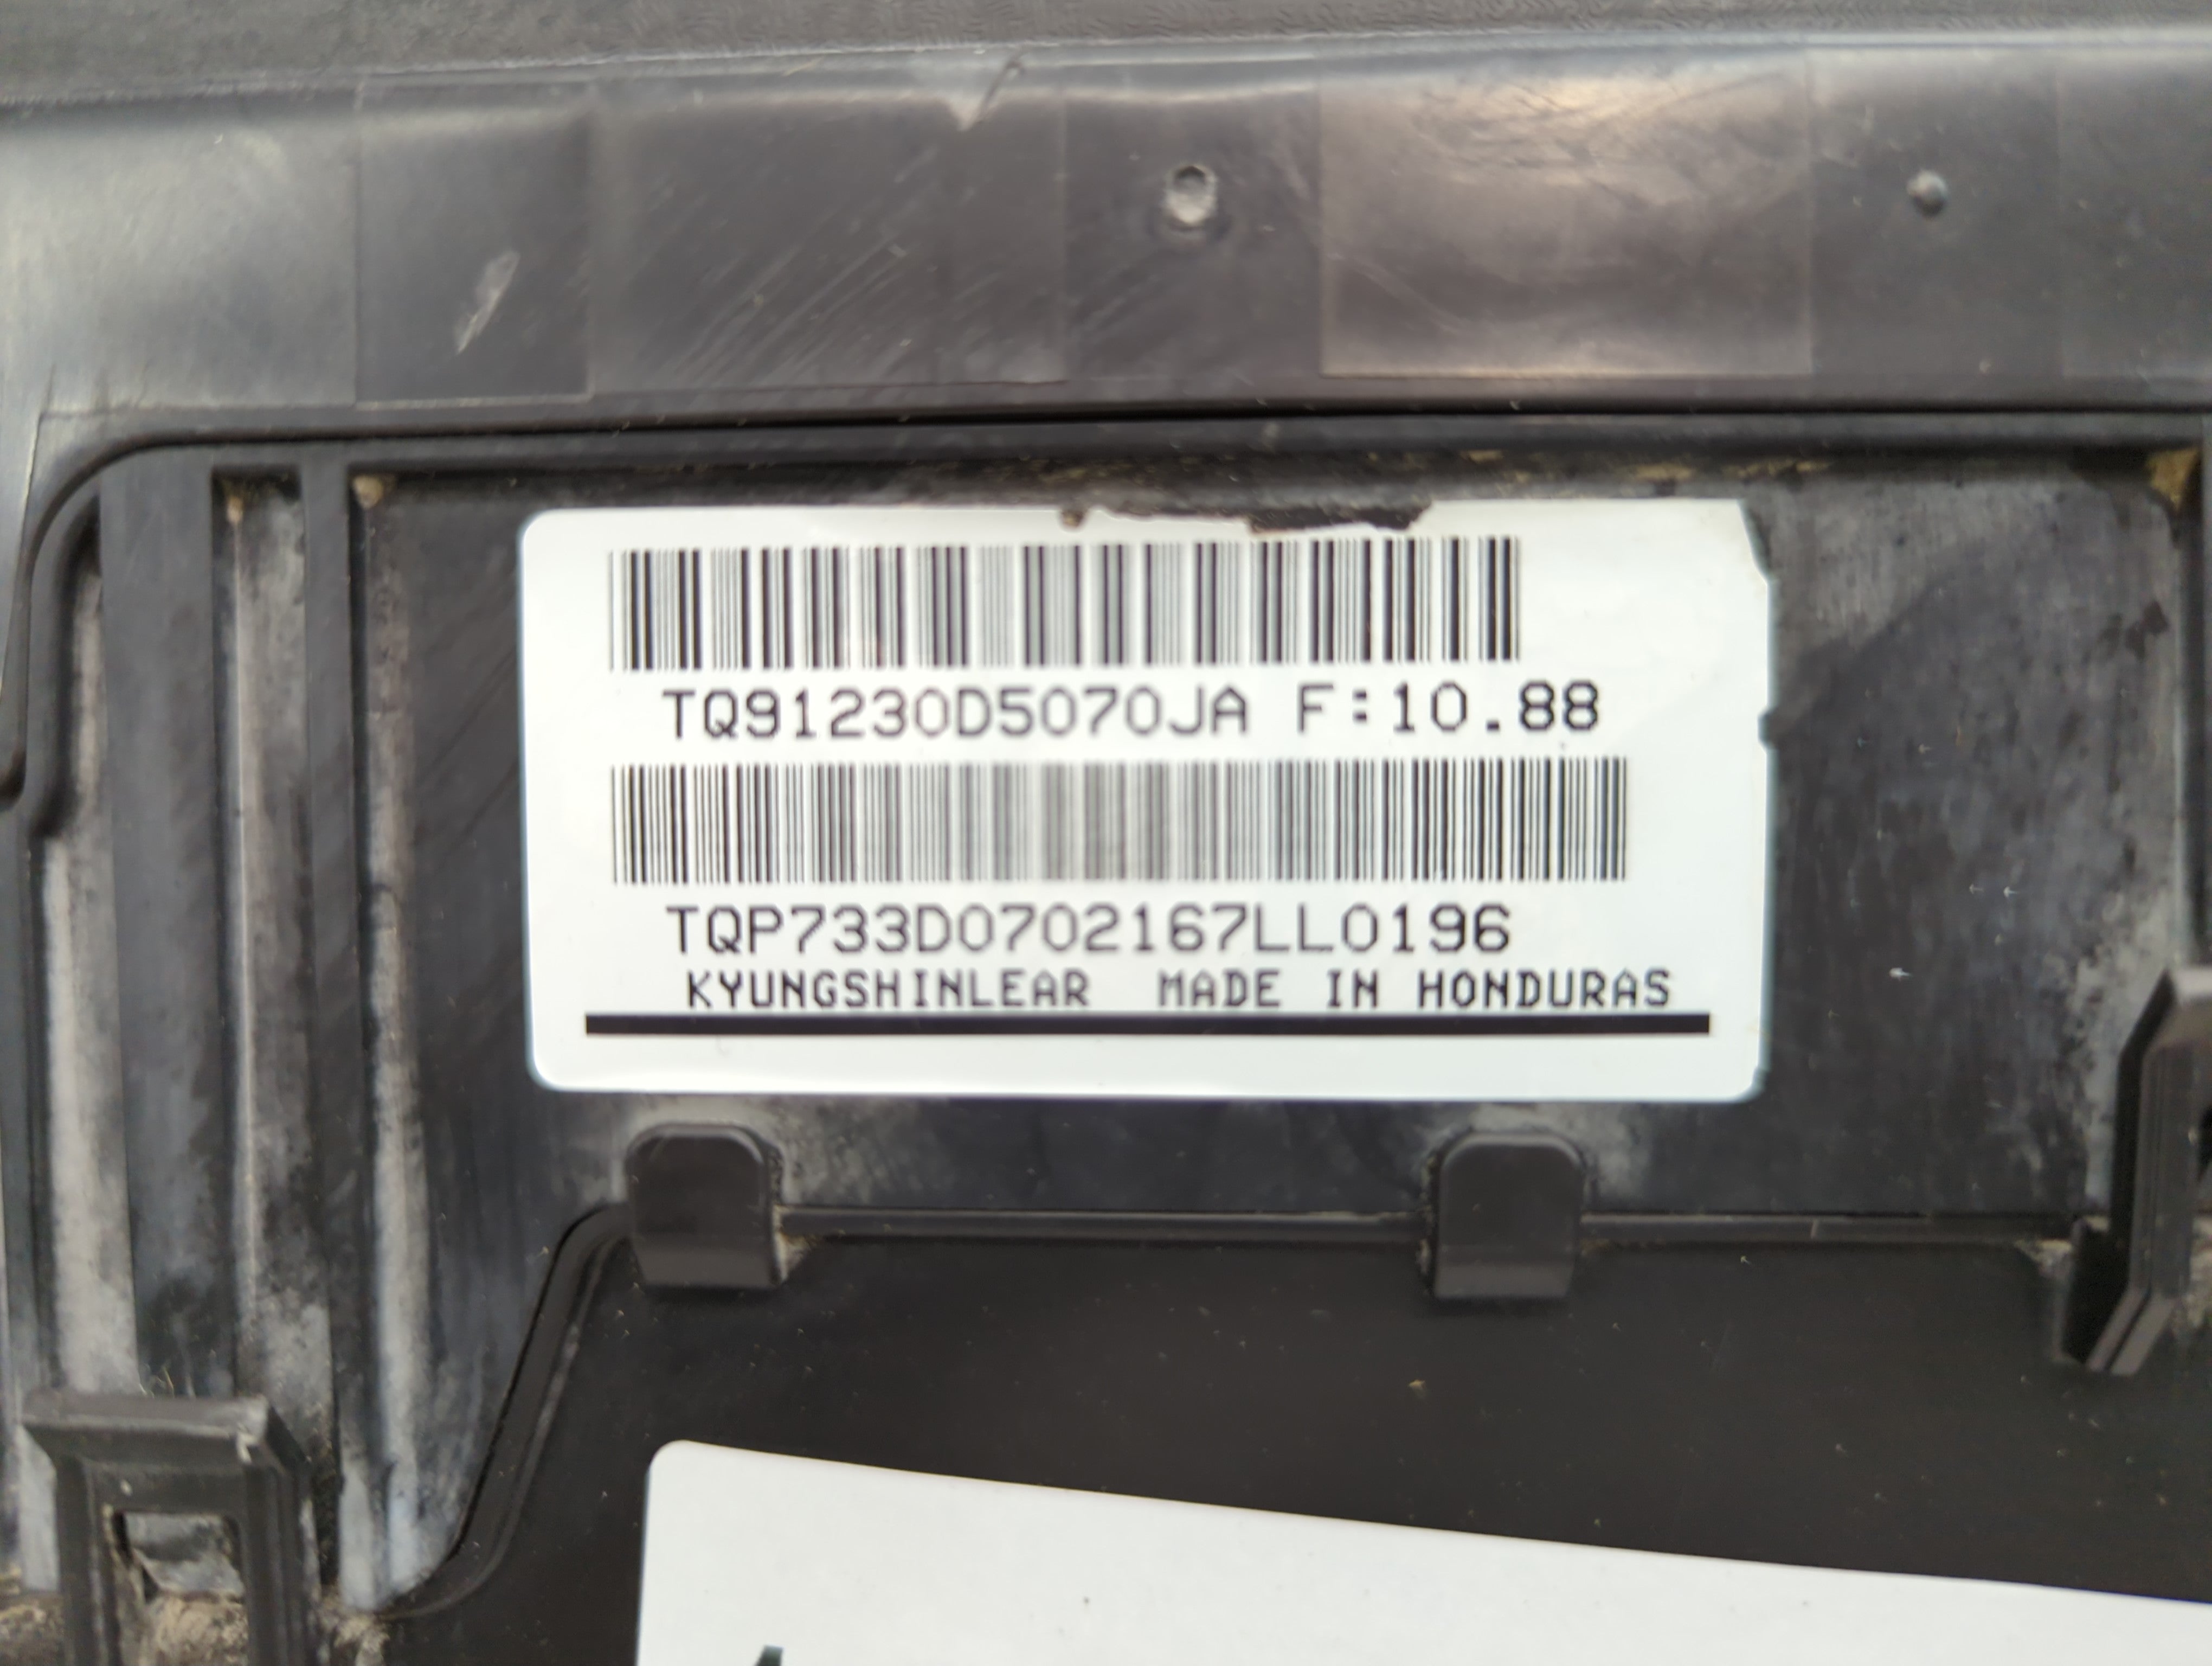 TQ91230D5070JA F:10.88
TQP733D0702167LL0196
KYUNGSHINLEAR MADE IN HONDURAS